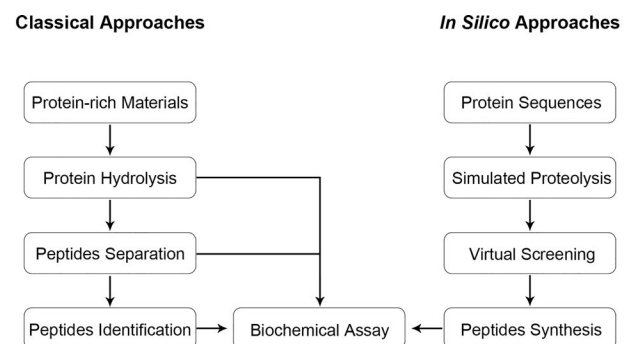 Classical Approaches
In Silico Approaches
Protein-rich Materials
Protein Sequences
Protein Hydrolysis
Simulated Proteolysis
Peptides Separation
Virtual Screening
Peptides Identification
Biochemical Assay
Peptides Synthesis